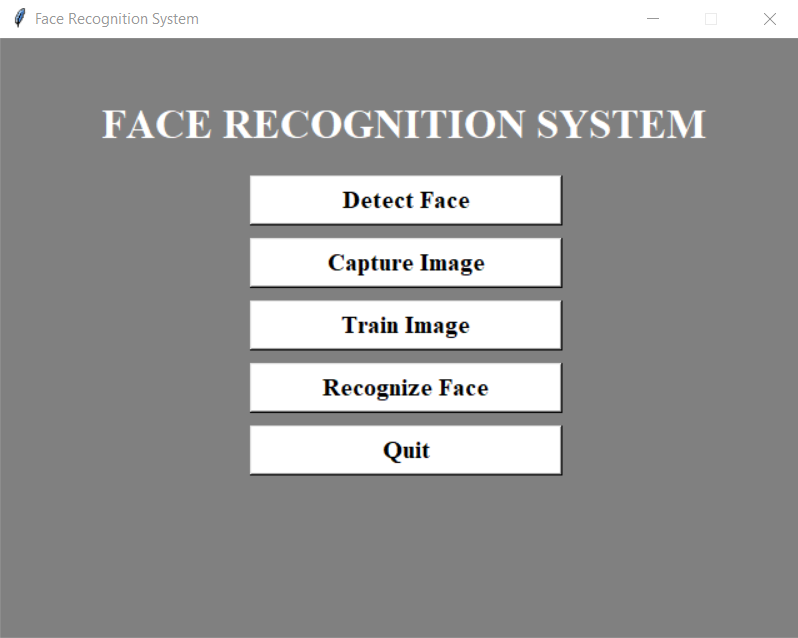 Face Recognition System
FACE RECOGNITION SYSTEM
Detect Face
Capture Image
Train Image
Recognize Face
Quit